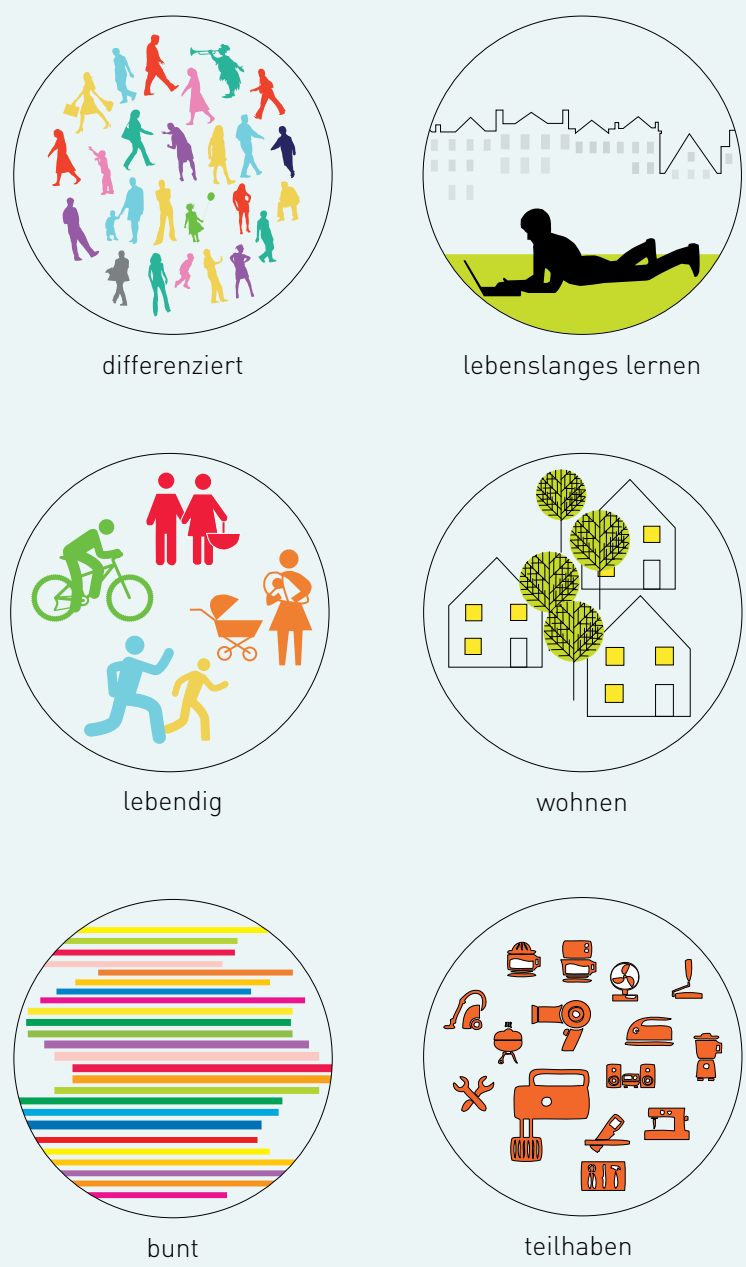 differenziert
lebenslanges lernen
lebendig
wohnen
bunt
teilhaben